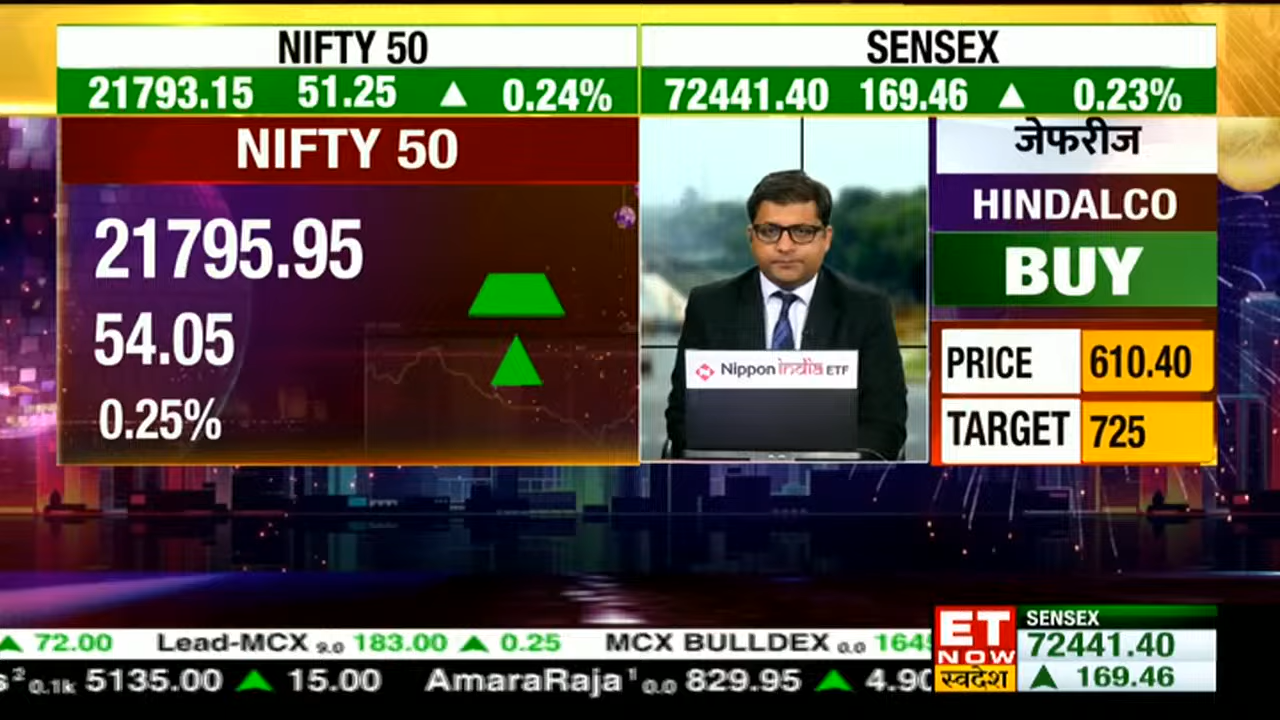 NIFTY 50
21793.15 51.25 ▲ 0.24%
SENSEX
72441.40 169.46 ▲ 0.23%
NIFTY 50
21795.95
54.05
0.25%
Nippon india ETF
जेफरीज
HINDALCO
BUY
PRICE 610.40
TARGET 725
▲ 72.00 Lead-MCX 9.0 183.00 ▲ 0.25 MCX BULLDEX 0.0
5135.00 ▲ 15.00 AmaraRaja 1 0.0 829.95 ▲ 4.90
ET
NOW
स्वदेश
SENSEX
72441.40
▲ 169.46